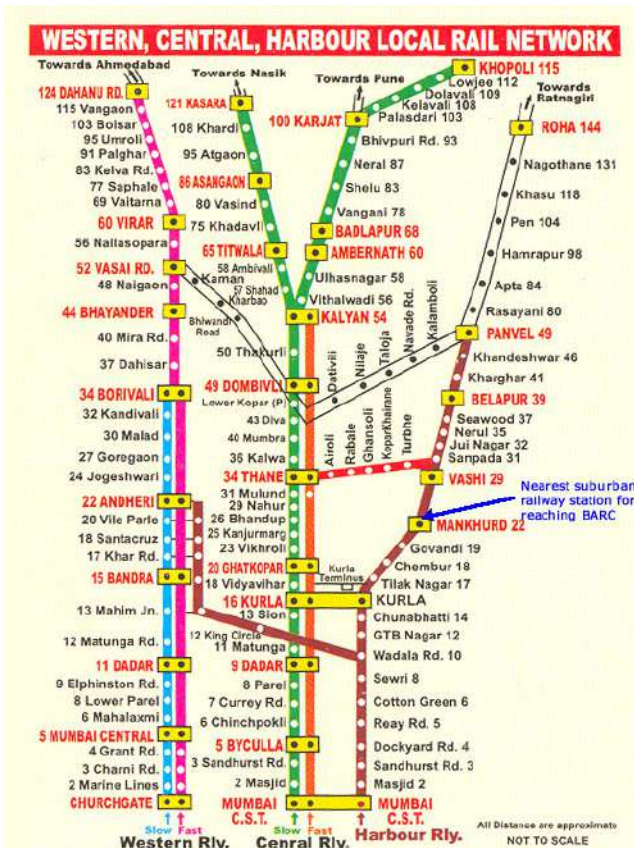 WESTERN, CENTRAL, HARBOUR LOCAL RAIL NETWORK
Towards Ahmedabad
124 DAHANU RD.
115 Vangaon
103 Boisar
95 Umroli
91 Palghar
83 Kelva Rd.
77 Saphale
69 Vaitarna
60 VIRAR
56 Nallasopara
52 VASAI RD.
48 Naigaon
44 BHAYANDER
40 Mira Rd.
37 Dahisar
34 BORIVALI
32 Kandivali
30 Malad
27 Goregaon
24 Jogeshwari
22 ANDHERI
20 Vile Parle
18 Santacruz
17 Khar Rd.
15 BANDRA
13 Mahim Jn.
12 Matunga Rd.
11 DADAR
9 Elphinston Rd.
8 Lower Parel
6 Mahalaxmi
5 MUMBAI CENTRAL
4 Grant Rd.
3 Charni Rd.
2 Marine Lines
CHURCHGATE
Slow Fast
Western Rly.
Kaman
Kharbao
Bhiwandi
Road
Towards Nasik
121 KASARA
108 Khardi
95 Atgaon
86 ASANGAON
80 Vasind
75 Khadavli
65 TITWALA
58 Ambivali
57 Shahad
Towards Pune
KHOPOLI 115
Lowjee 112
Dolavali 109
Kelavali 108
Palasdari 103
100 KARJAT
Bhivpuri Rd. 93
Neral 87
Shelu 83
Vangani 78
BADLAPUR 68
AMBERNATH 60
Ulhasnagar 58
Vithalwadi 56
KALYAN 54
50 Thakurli
49 DOMBIVLI
Lower Kopar (P)
43 Diva
40 Mumbra
36 Kalwa
34 THANE
31 Mulund
29 Nahur
26 Bhandup
25 Kanjurmarg
23 Vikhroli
20 GHATKOPAR
18 Vidyavihar
16 KURLA
13 Sion
12 King Circle
11 Matunga
9 DADAR
8 Parel
7 Currey Rd.
6 Chinchpokli
5 BYCULLA
3 Sandhurst Rd.
2 Masjid
MUMBAI
C.S.T.
Slow Fast
Cenral Rly.
Dativili
Nilaje
Taloja
Navade Rd.
Kalamboli
Airoli
Rabale
Ghansoli
KoparKhairane
Turbhe
Towards
Ratnagiri
ROHA 144
Nagothane 131
Khasu 118
Pen 104
Hamrapur 98
Apta 84
Rasayani 80
PANVEL 49
Khandeshwar 46
Kharghar 41
BELAPUR 39
Seawood 37
Nerul 35
Jui Nagar 32
Sanpada 31
VASHI 29
Nearest suburban
railway station for
reaching BARC
MANKHURD 22
Govandi 19
Chembur 18
Tilak Nagar 17
Kurla
Terminus
KURLA
Chunabhatti 14
GTB Nagar 12
Wadala Rd. 10
Sewri 8
Cotton Green 6
Reay Rd. 5
Dockyard Rd. 4
Sandhurst Rd. 3
Masjid 2
MUMBAI
C.S.T.
Harbour Rly.
All Distance are approximate
NOT TO SCALE